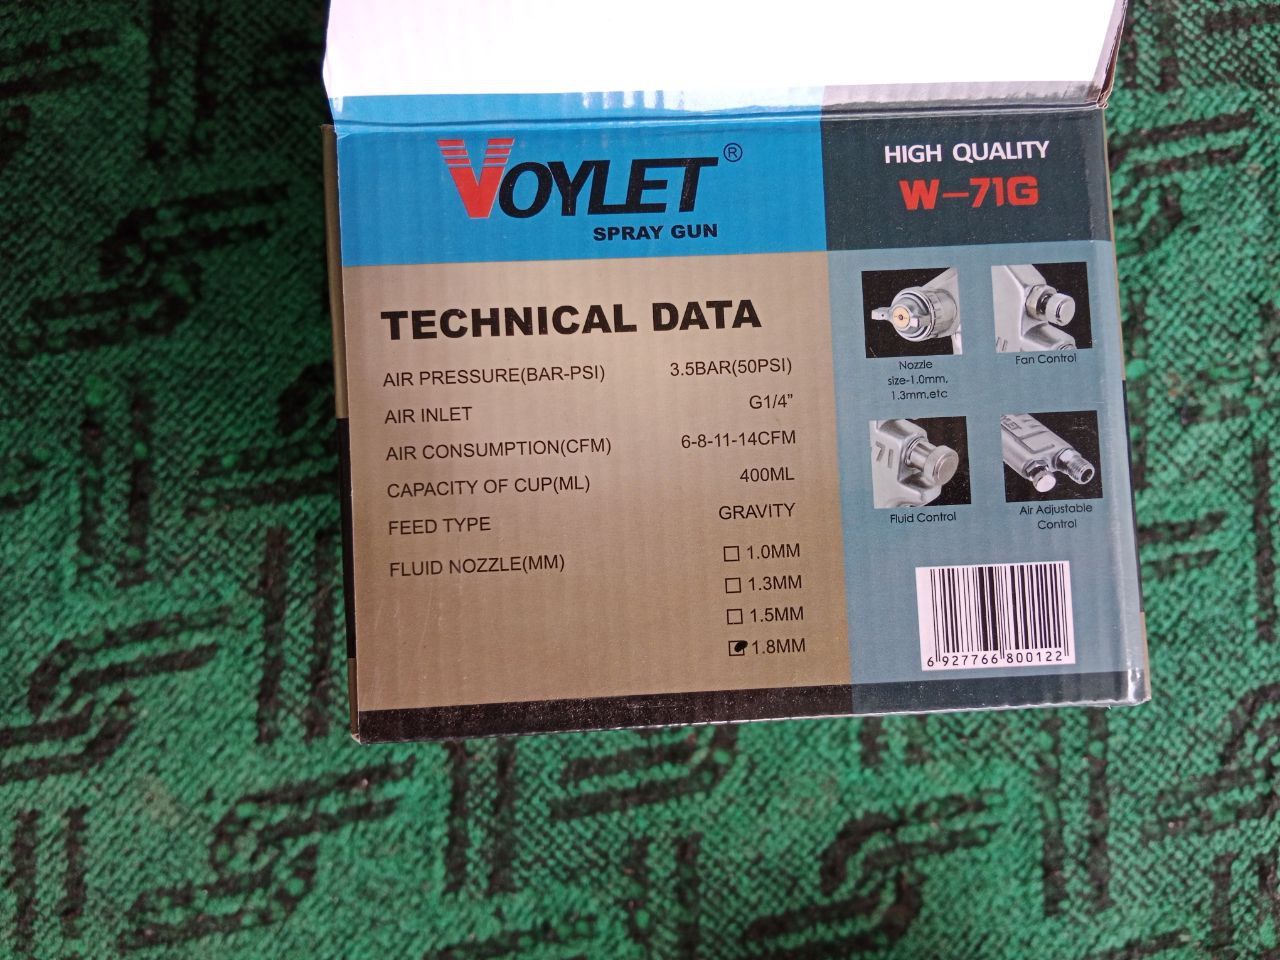 VOYLET®
SPRAY GUN
HIGH QUALITY
W-71G
TECHNICAL DATA
AIR PRESSURE(BAR-PSI) 3.5BAR(50PSI)
AIR INLET G1/4”
AIR CONSUMPTION(CFM) 6-8-11-14CFM
CAPACITY OF CUP(ML) 400ML
FEED TYPE GRAVITY
FLUID NOZZLE(MM) 1.0MM
1.3MM
1.5MM
1.8MM
Nozzle
size-1.0mm,
1.3mm,etc
Fan Control
Fluid Control
Air Adjustable
Control
6 927766 800122